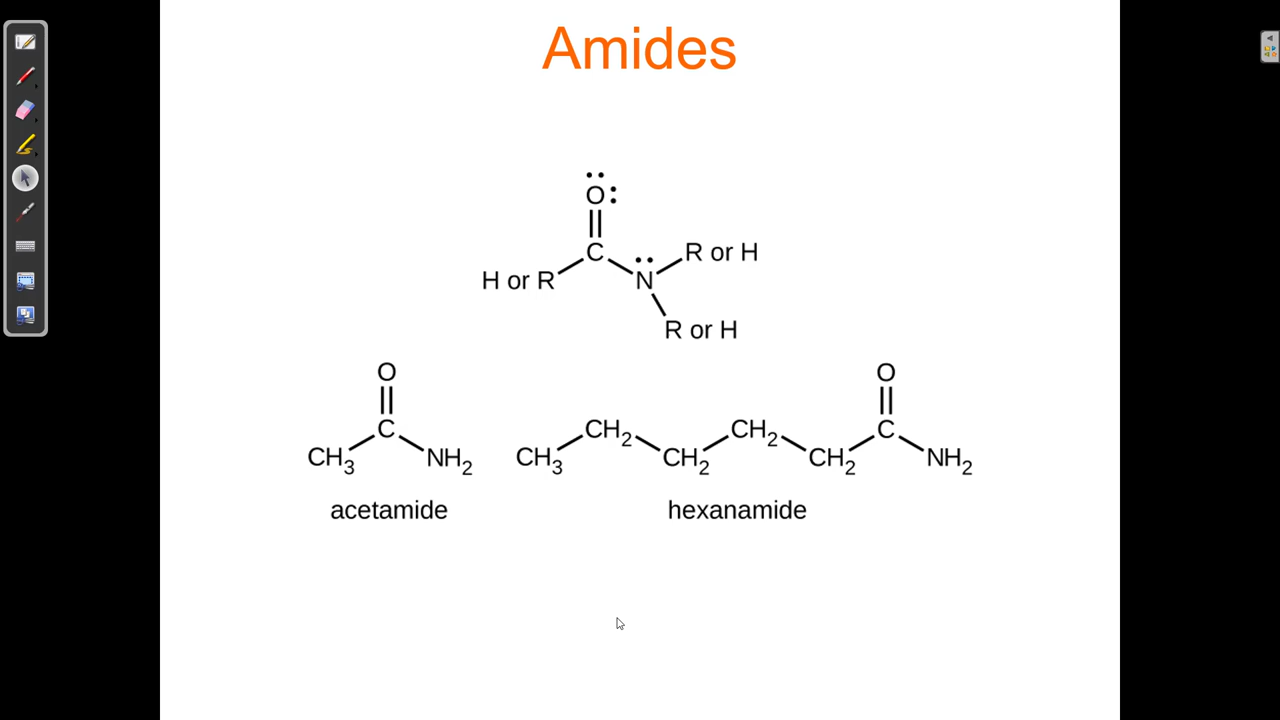 Amides
O
C
R or H
H or R
N
R or H
O
O
C
CH2
CH2
C
CH3
NH2
CH3
CH2
CH2
NH2
acetamide
hexanamide